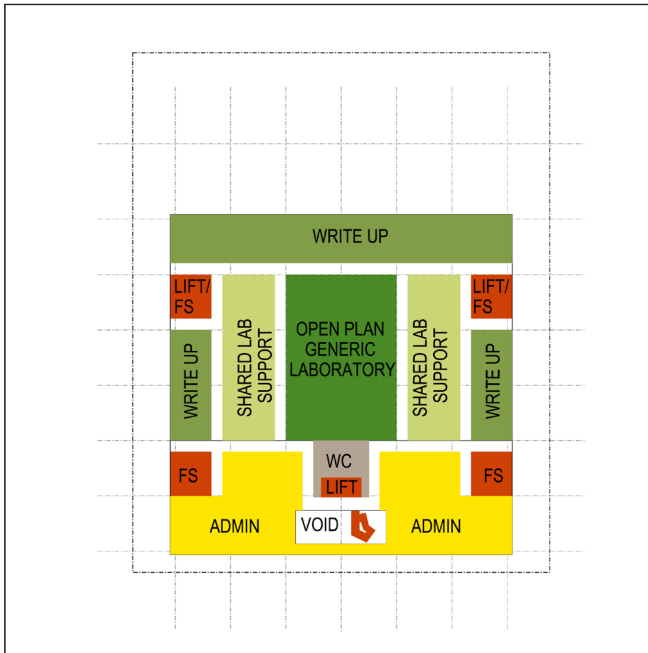 WRITE UP
LIFT/
FS
LIFT/
FS
OPEN PLAN
GENERIC
LABORATORY
SHARED LAB
SUPPORT
SHARED LAB
SUPPORT
WRITE UP
WRITE UP
FS
WC
LIFT
FS
ADMIN
VOID
ADMIN